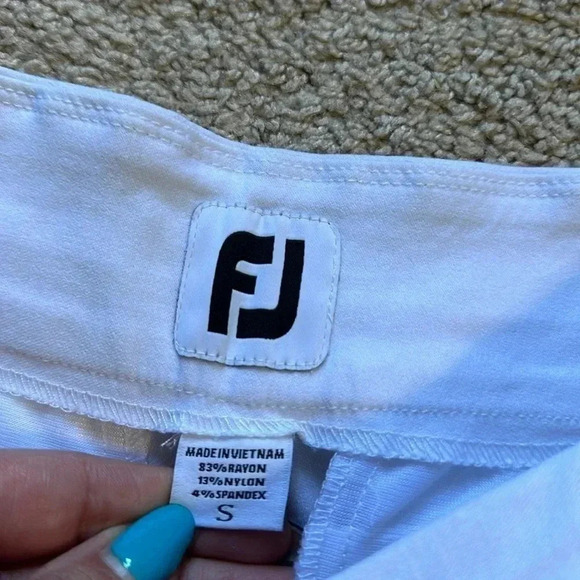 FJ
MADE IN VIETNAM
83% RAYON
13% NYLON
4% SPANDEX
S